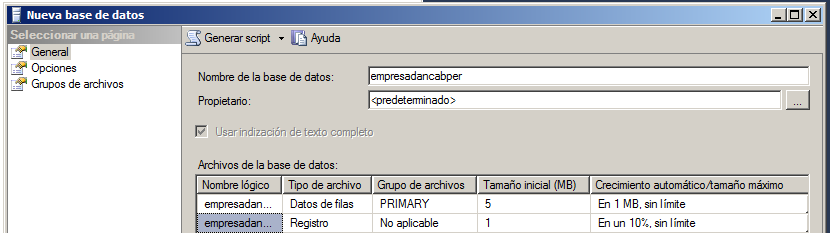 Nueva base de datos
Seleccionar una página
General
Opciones
Grupos de archivos
Generar script
Ayuda
Nombre de la base de datos: empresadancabper
Propietario: <predeterminado> ...
Usar indización de texto completo
Archivos de la base de datos:
Nombre lógico Tipo de archivo Grupo de archivos Tamaño inicial (MB) Crecimiento automático/tamaño máximo
empresadan... Datos de filas PRIMARY 5 En 1 MB, sin límite
empresadan... Registro No aplicable 1 En un 10%, sin límite